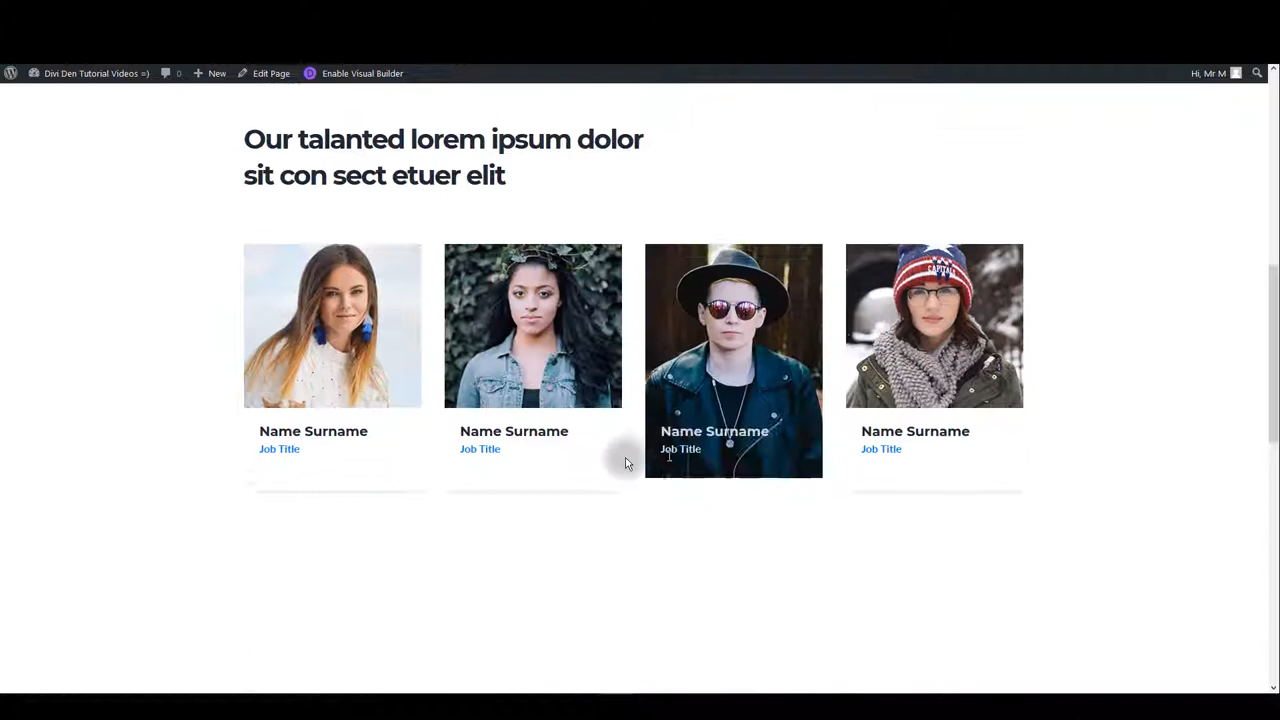 Divi Den Tutorial Videos =)
0
New
Edit Page
D
Enable Visual Builder
Hi, Mr M
Our talanted lorem ipsum dolor
sit con sect etuer elit
CAPITALS
Name Surname
Job Title
Name Surname
Job Title
Name Surname
Job Title
Name Surname
Job Title